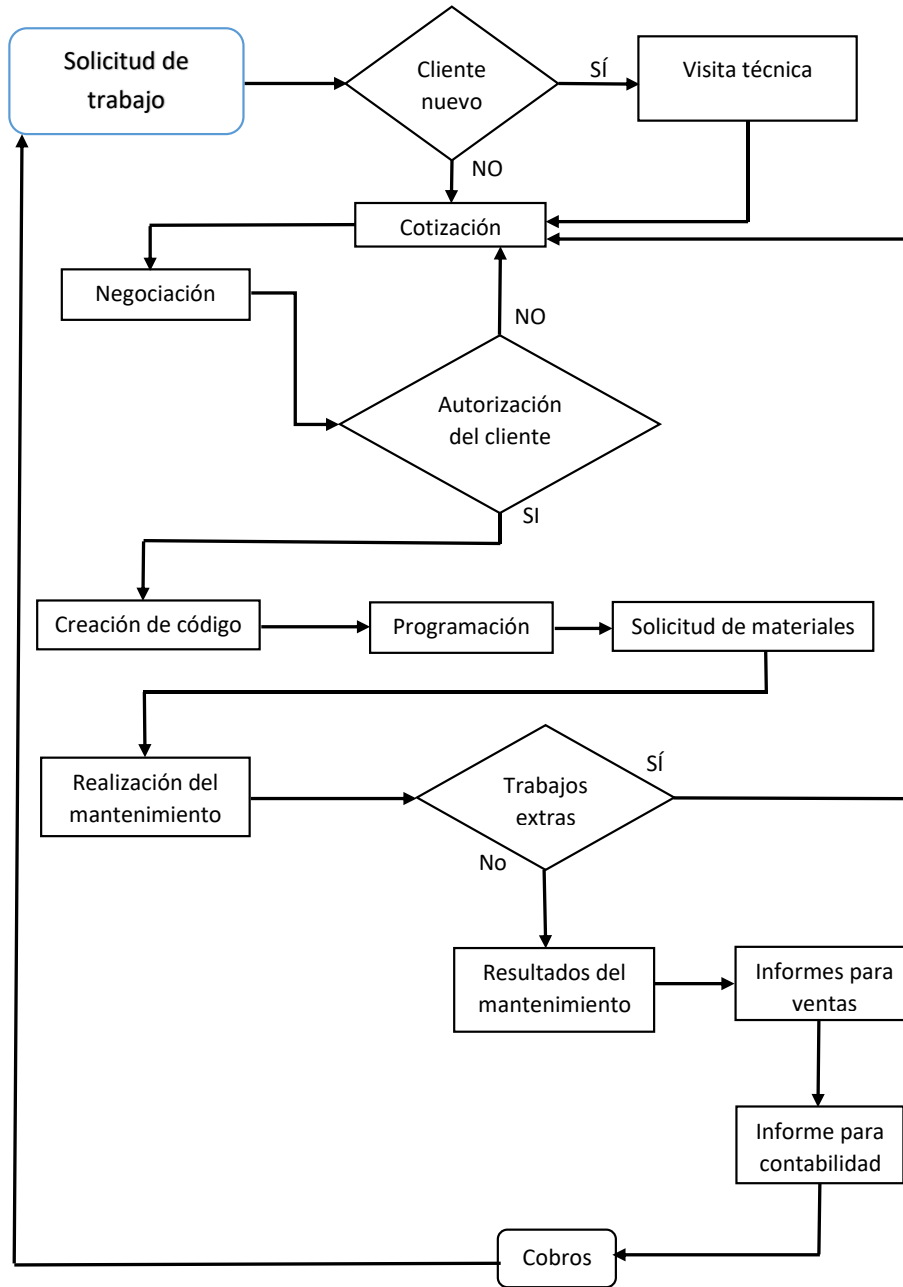 Solicitud de
trabajo
Cliente
nuevo
SÍ
Visita técnica
NO
Cotización
Negociación
NO
Autorización
del cliente
SI
Creación de código
Programación
Solicitud de materiales
Realización del
mantenimiento
Trabajos
extras
SÍ
No
Resultados del
mantenimiento
Informes para
ventas
Informe para
contabilidad
Cobros